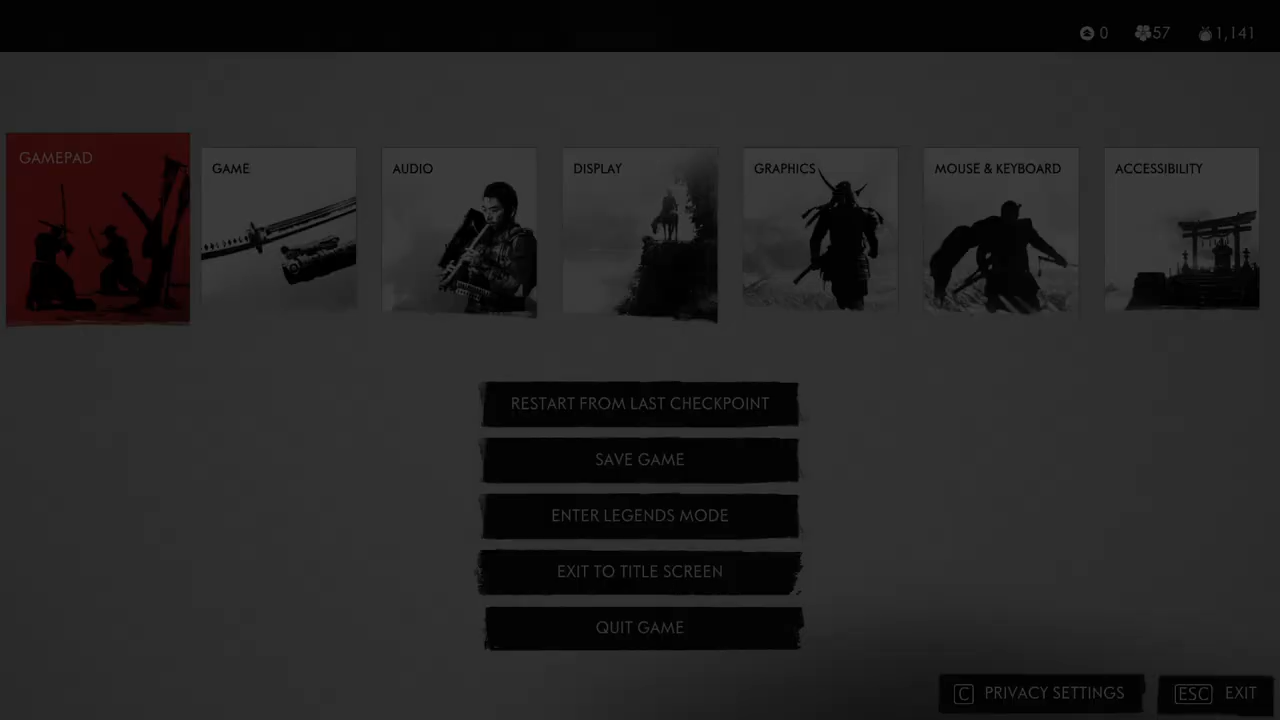 0 57 1,141
GAMEPAD
GAME
AUDIO
DISPLAY
GRAPHICS
MOUSE & KEYBOARD
ACCESSIBILITY
RESTART FROM LAST CHECKPOINT
SAVE GAME
ENTER LEGENDS MODE
EXIT TO TITLE SCREEN
QUIT GAME
C PRIVACY SETTINGS ESC EXIT